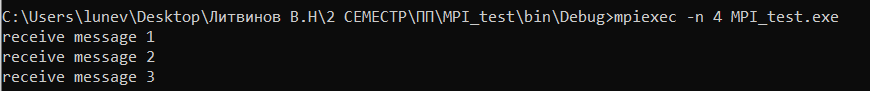 C:\Users\lunev\Desktop\Литвинов В.Н\2 СЕМЕСТР\ПП\MPI_test\bin\Debug>mpiexec -n 4 MPI_test.exe
receive message 1
receive message 2
receive message 3